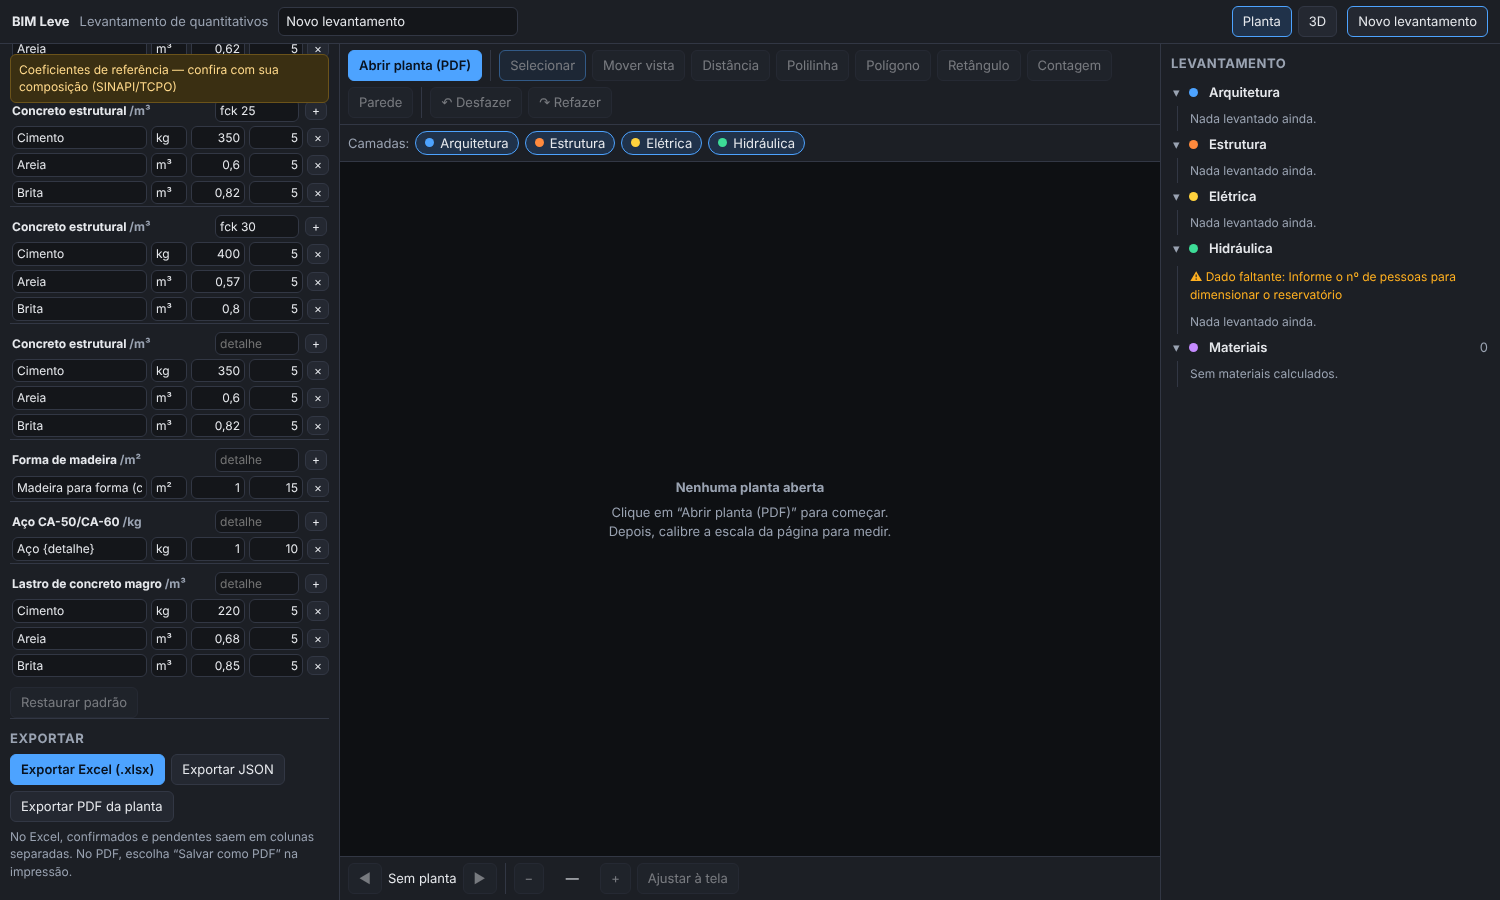 BIM Leve Levantamento de quantitativos Novo levantamento Planta 3D Novo levantamento
Areia m³ 0,62 5 ×
Coeficientes de referência — confira com sua
composição (SINAPI/TCPO)
Concreto estrutural /m³ fck 25 +
Cimento kg 350 5 ×
Areia m³ 0,6 5 ×
Brita m³ 0,82 5 ×
Concreto estrutural /m³ fck 30 +
Cimento kg 400 5 ×
Areia m³ 0,57 5 ×
Brita m³ 0,8 5 ×
Concreto estrutural /m³ detalhe +
Cimento kg 350 5 ×
Areia m³ 0,6 5 ×
Brita m³ 0,82 5 ×
Forma de madeira /m² detalhe +
Madeira para forma (c m² 1 15 ×
Aço CA-50/CA-60 /kg detalhe +
Aço {detalhe} kg 1 10 ×
Lastro de concreto magro /m³ detalhe +
Cimento kg 220 5 ×
Areia m³ 0,68 5 ×
Brita m³ 0,85 5 ×
Restaurar padrão
EXPORTAR
Exportar Excel (.xlsx) Exportar JSON
Exportar PDF da planta
No Excel, confirmados e pendentes saem em colunas
separadas. No PDF, escolha “Salvar como PDF” na
impressão.
Abrir planta (PDF) Selecionar Mover vista Distância Polilinha Polígono Retângulo Contagem
Parede ↶ Desfazer ↷ Refazer
Camadas: Arquitetura Estrutura Elétrica Hidráulica
Nenhuma planta aberta
Clique em “Abrir planta (PDF)” para começar.
Depois, calibre a escala da página para medir.
◀ Sem planta ▶ − — + Ajustar à tela
LEVANTAMENTO
▾ Arquitetura
Nada levantado ainda.
▾ Estrutura
Nada levantado ainda.
▾ Elétrica
Nada levantado ainda.
▾ Hidráulica
⚠ Dado faltante: Informe o nº de pessoas para
dimensionar o reservatório
Nada levantado ainda.
▾ Materiais 0
Sem materiais calculados.